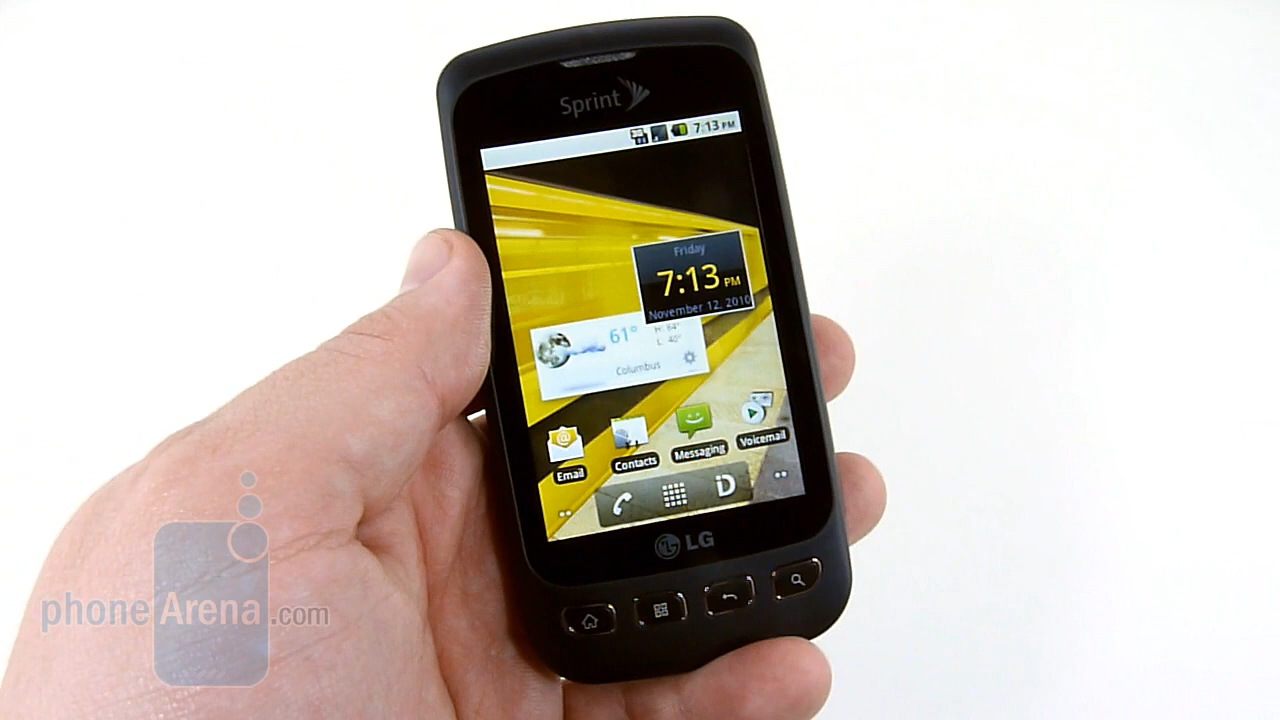 Sprint
7:13 PM
Friday
7:13 PM
November 12, 2010
61°
H: 64°
L: 40°
Columbus
Email
Contacts
Messaging
Voicemail
iD
LG
phoneArena.com